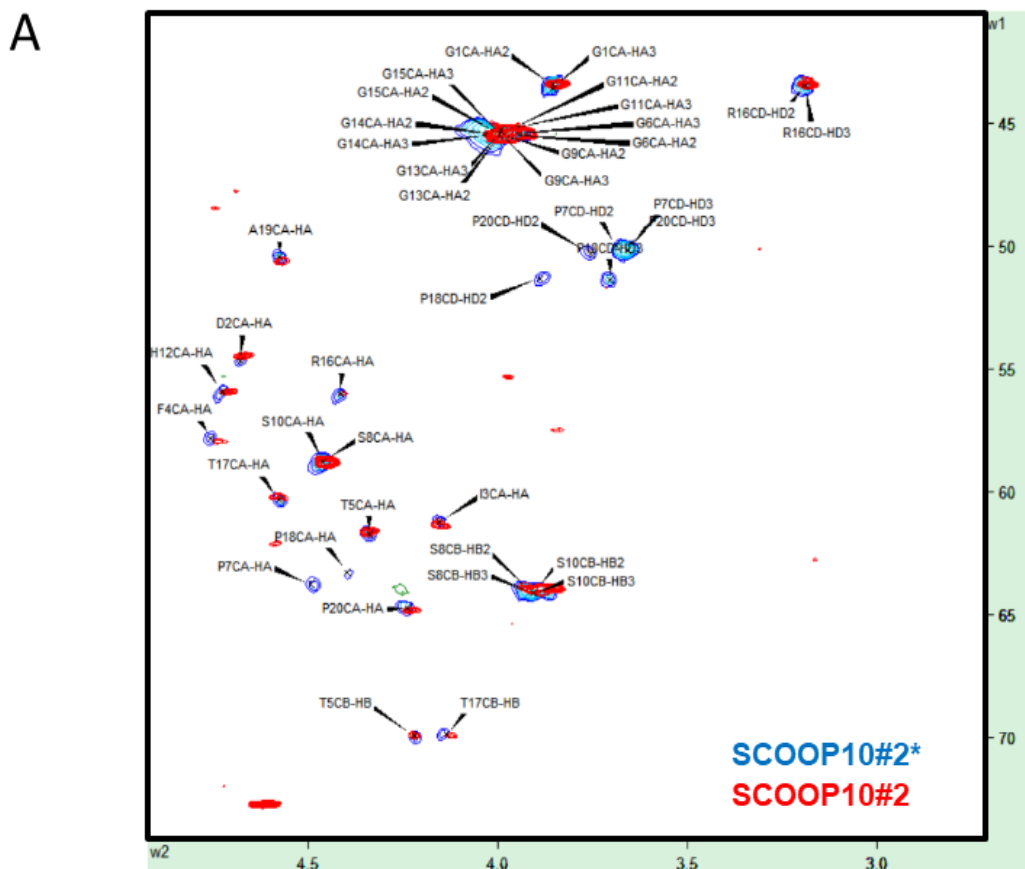 A
w1
G1CA-HA2
G1CA-HA3
G15CA-HA3
G11CA-HA2
G15CA-HA2
G11CA-HA3
R16CD-HD2
G14CA-HA2
G6CA-HA3
R16CD-HD3
G14CA-HA3
G6CA-HA2
45
G13CA-HA3
G9CA-HA2
G13CA-HA2
G9CA-HA3
P7CD-HD3
P7CD-HD2
P20CD-HD2
P20CD-HD3
A19CA-HA
P18CD-HD3
50
P18CD-HD2
D2CA-HA
H12CA-HA
R16CA-HA
55
F4CA-HA
S10CA-HA
S8CA-HA
T17CA-HA
60
T5CA-HA
I3CA-HA
P18CA-HA
S8CB-HB2
S10CB-HB2
P7CA-HA
S8CB-HB3
S10CB-HB3
P20CA-HA
65
T5CB-HB
T17CB-HB
70
SCOOP10#2*
SCOOP10#2
w2
4.5
4.0
3.5
3.0